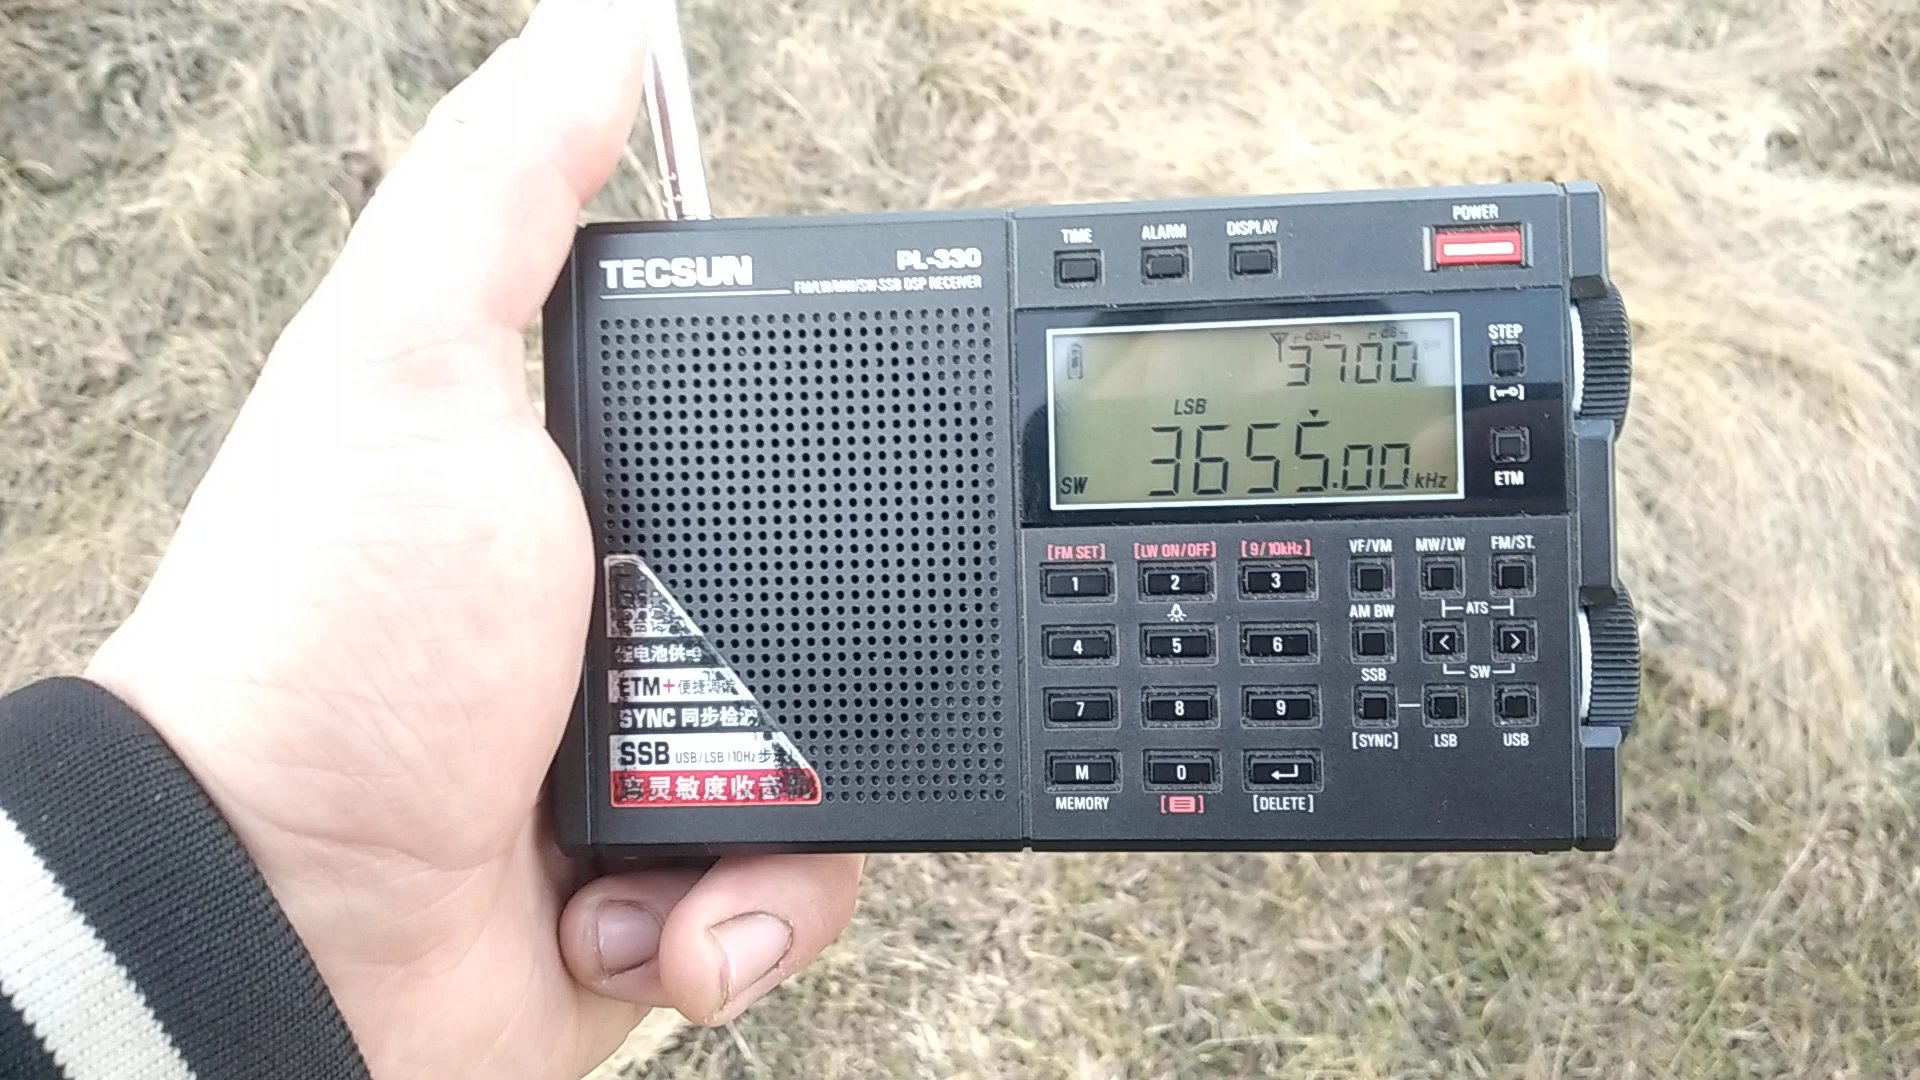 TECSUN
PL-330
FM/LW/MW/SW-SSB DSP RECEIVER
TIME
ALARM
DISPLAY
POWER
3700
LSB
3655.00 kHz
SW
STEP
ETM
[FM SET]
[LW ON/OFF]
[9/10kHz]
VF/VM
MW/LW
FM/ST.
1
2
3
AM BW
ATS
4
5
6
<
>
SSB
SW
7
8
9
[SYNC]
LSB
USB
M
0
MEMORY
[DELETE]
锂电池供电
ETM+便捷调谐
SYNC 同步检波
SSB USB/LSB (10Hz步进)
高灵敏度收音机